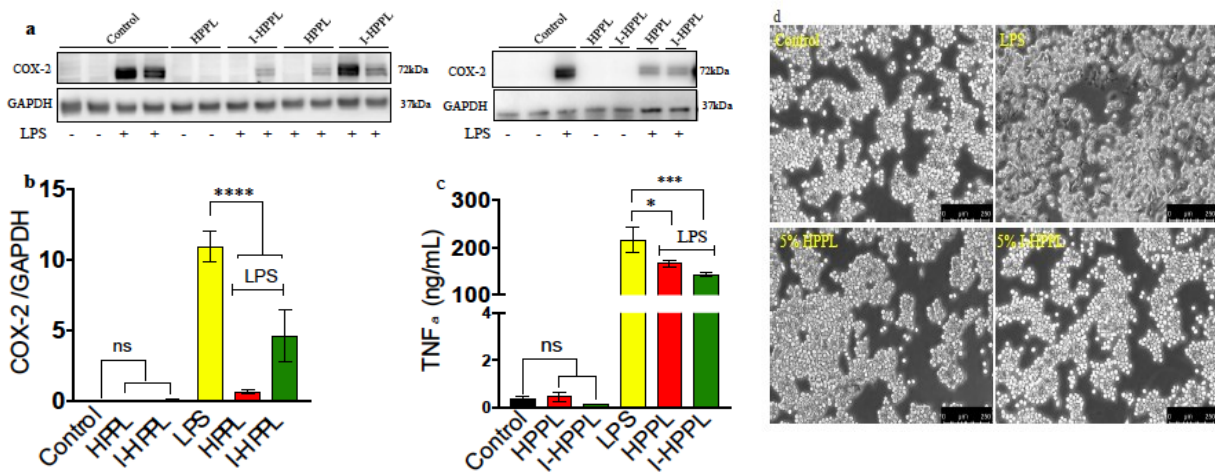 a
Control HPPL I-HPPL HPPL I-HPPL
COX-2 72kDa
GAPDH 37kDa
LPS - - + + - - + + + + + +
Control HPPL I-HPPL HPPL I-HPPL
COX-2 72kDa
GAPDH 37kDa
LPS - - + - - + +
b
COX-2 /GAPDH
15
10
5
0
ns
****
LPS
Control HPPL I-HPPL LPS HPPL I-HPPL
c
TNF a (ng/mL)
300
200
100
4
2
0
ns
***
*
LPS
Control HPPL I-HPPL LPS HPPL I-HPPL
d
Control
LPS
5% HPPL
5% I-HPPL